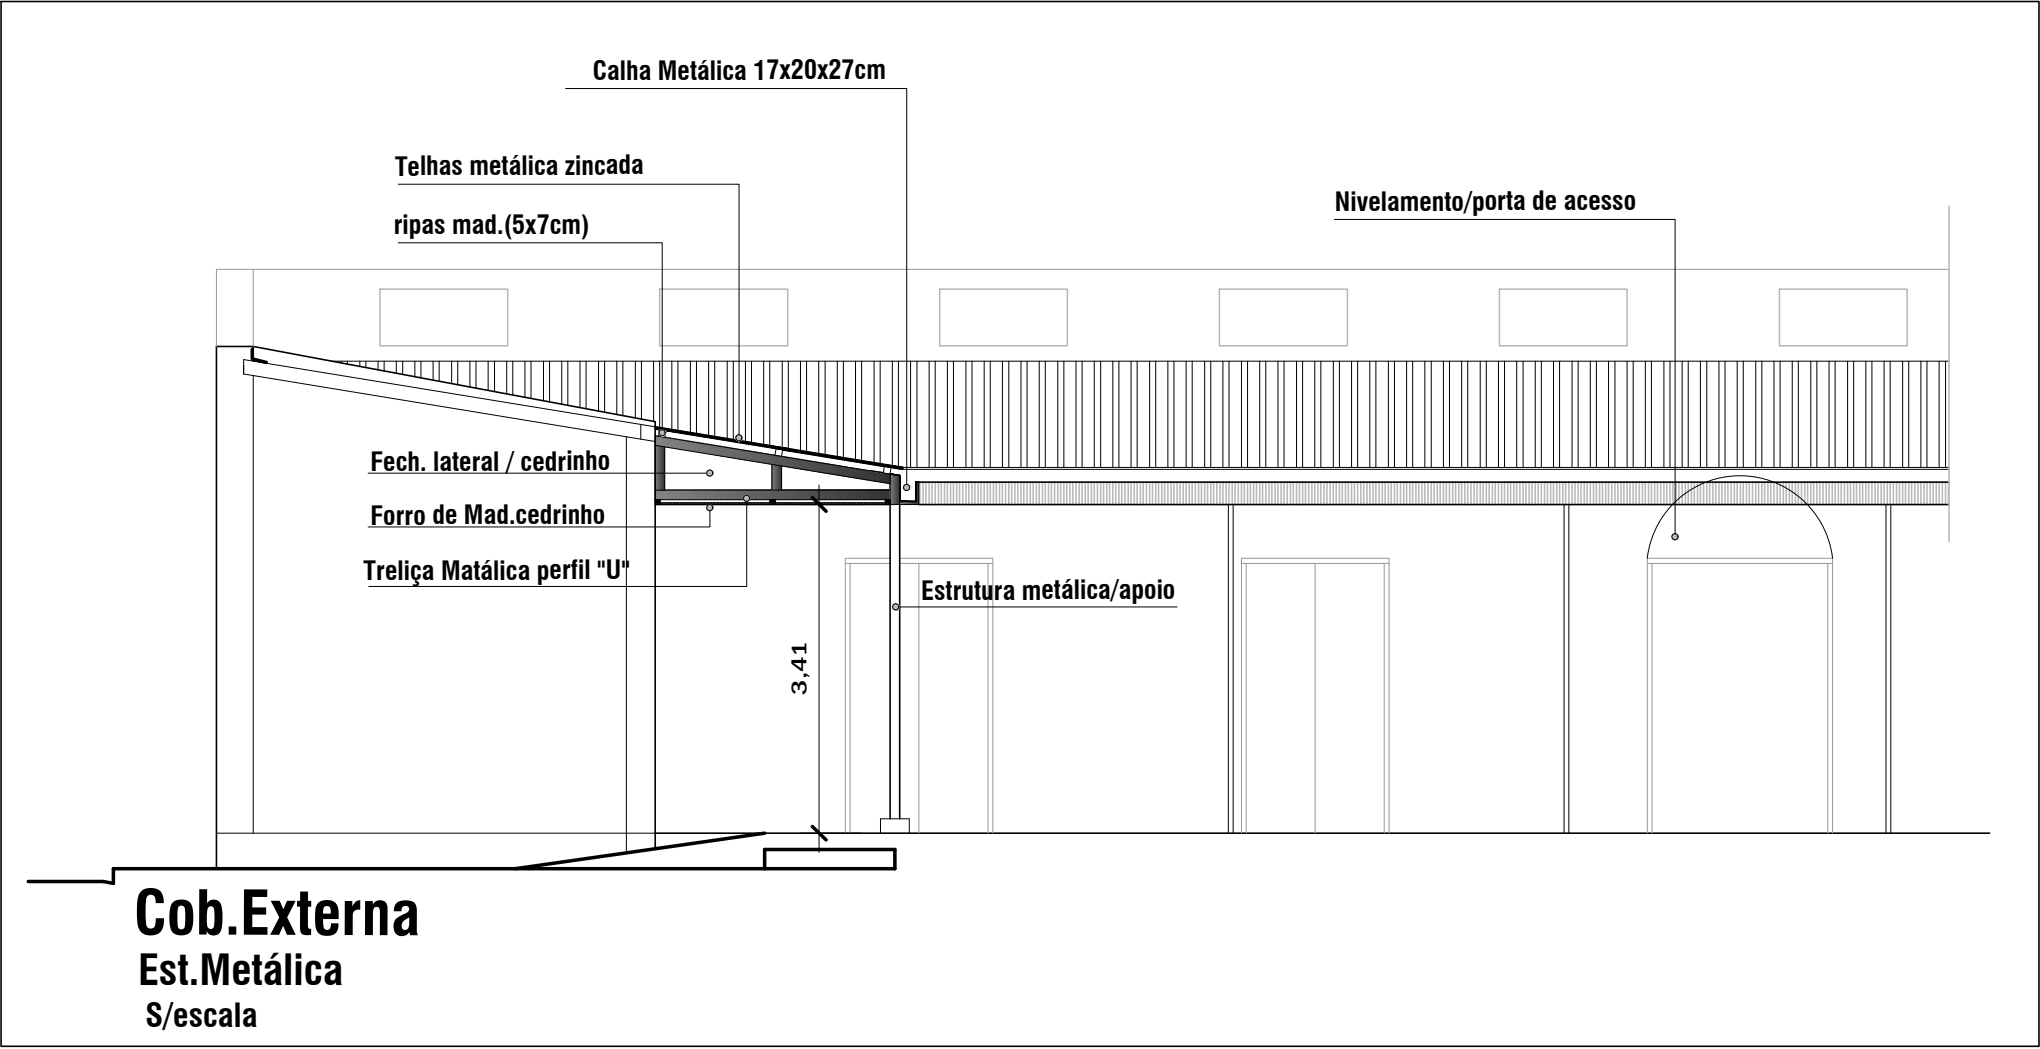 Calha Metálica 17x20x27cm
Telhas metálica zincada
Nivelamento/porta de acesso
ripas mad.(5x7cm)
Fech. lateral / cedrinho
Forro de Mad.cedrinho
Treliça Matálica perfil "U"
Estrutura metálica/apoio
3,41
Cob.Externa
Est.Metálica
S/escala